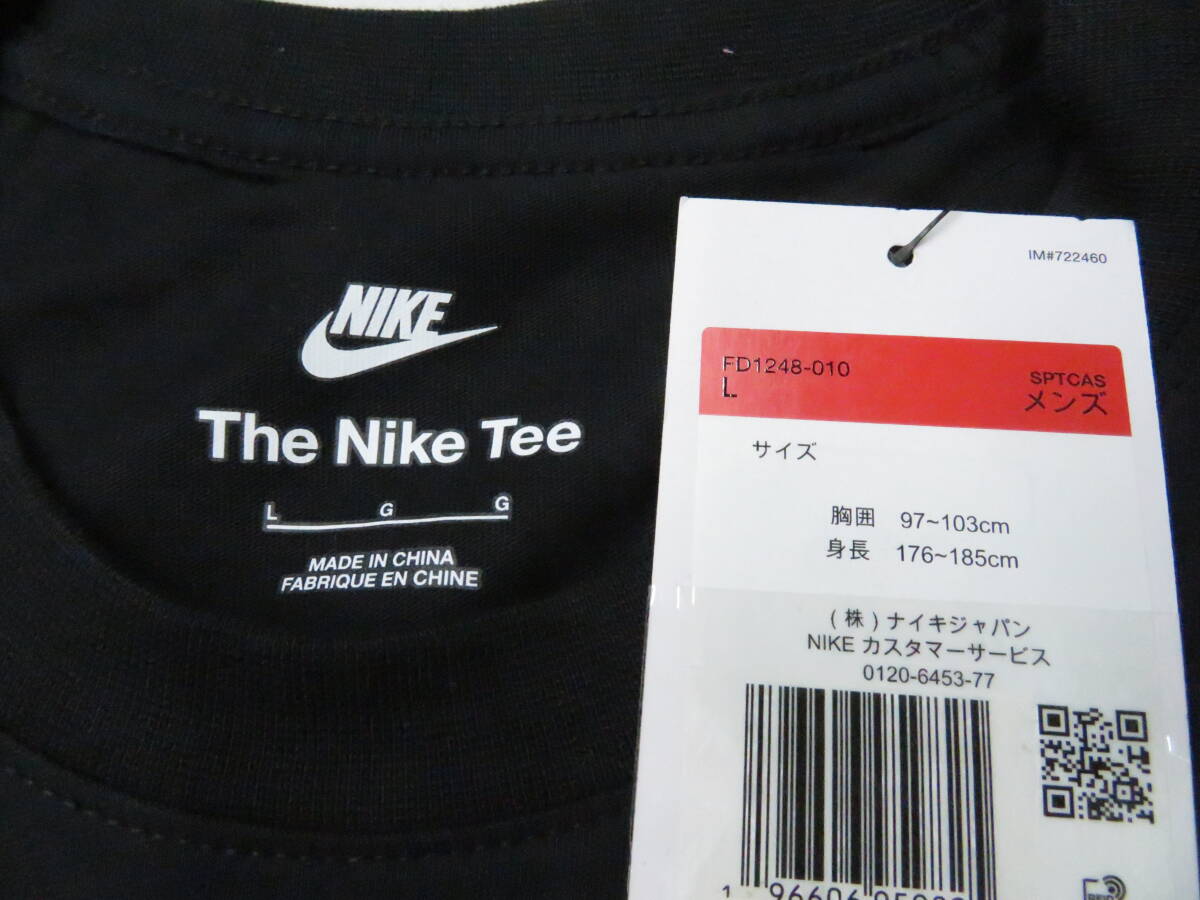 NIKE
The Nike Tee
L G G
MADE IN CHINA
FABRIQUE EN CHINE
IM#722460
FD1248-010
L
SPTCAS
メンズ
サイズ
胸囲 97~103cm
身長 176~185cm
(株)ナイキジャパン
NIKE カスタマーサービス
0120-6453-77